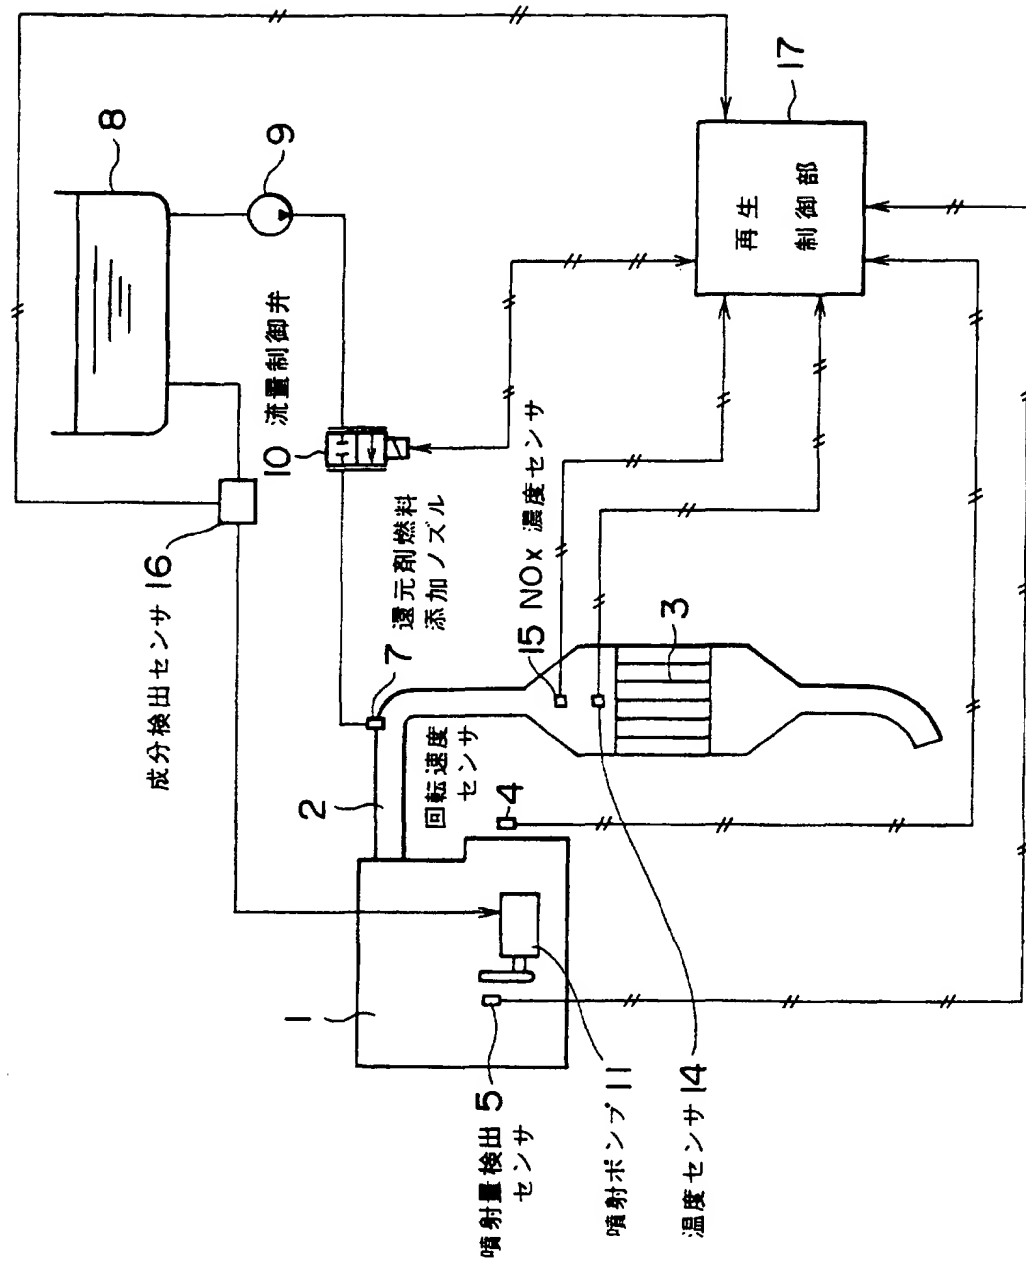 8
9
17
再生
制御部
10 流量制御弁
成分検出センサ 16
7 還元剤燃料
添加ノズル
15 NOx 濃度センサ
3
2
回転速度
センサ
4
1
噴射量検出 5
センサ
噴射ポンプ 11
温度センサ 14